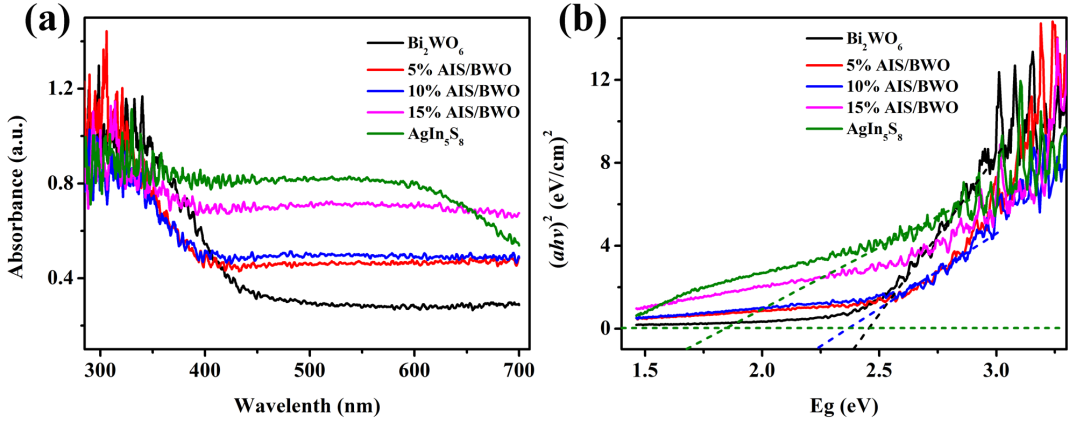 (a)
Bi₂WO₆
5% AIS/BWO
10% AIS/BWO
15% AIS/BWO
AgIn₅S₈
Absorbance (a.u.)
1.2
0.8
0.4
300 400 500 600 700
Wavelenth (nm)
(b)
Bi₂WO₆
5% AIS/BWO
10% AIS/BWO
15% AIS/BWO
AgIn₅S₈
(ahv)² (eV/cm)²
12
8
4
0
1.5 2.0 2.5 3.0
Eg (eV)